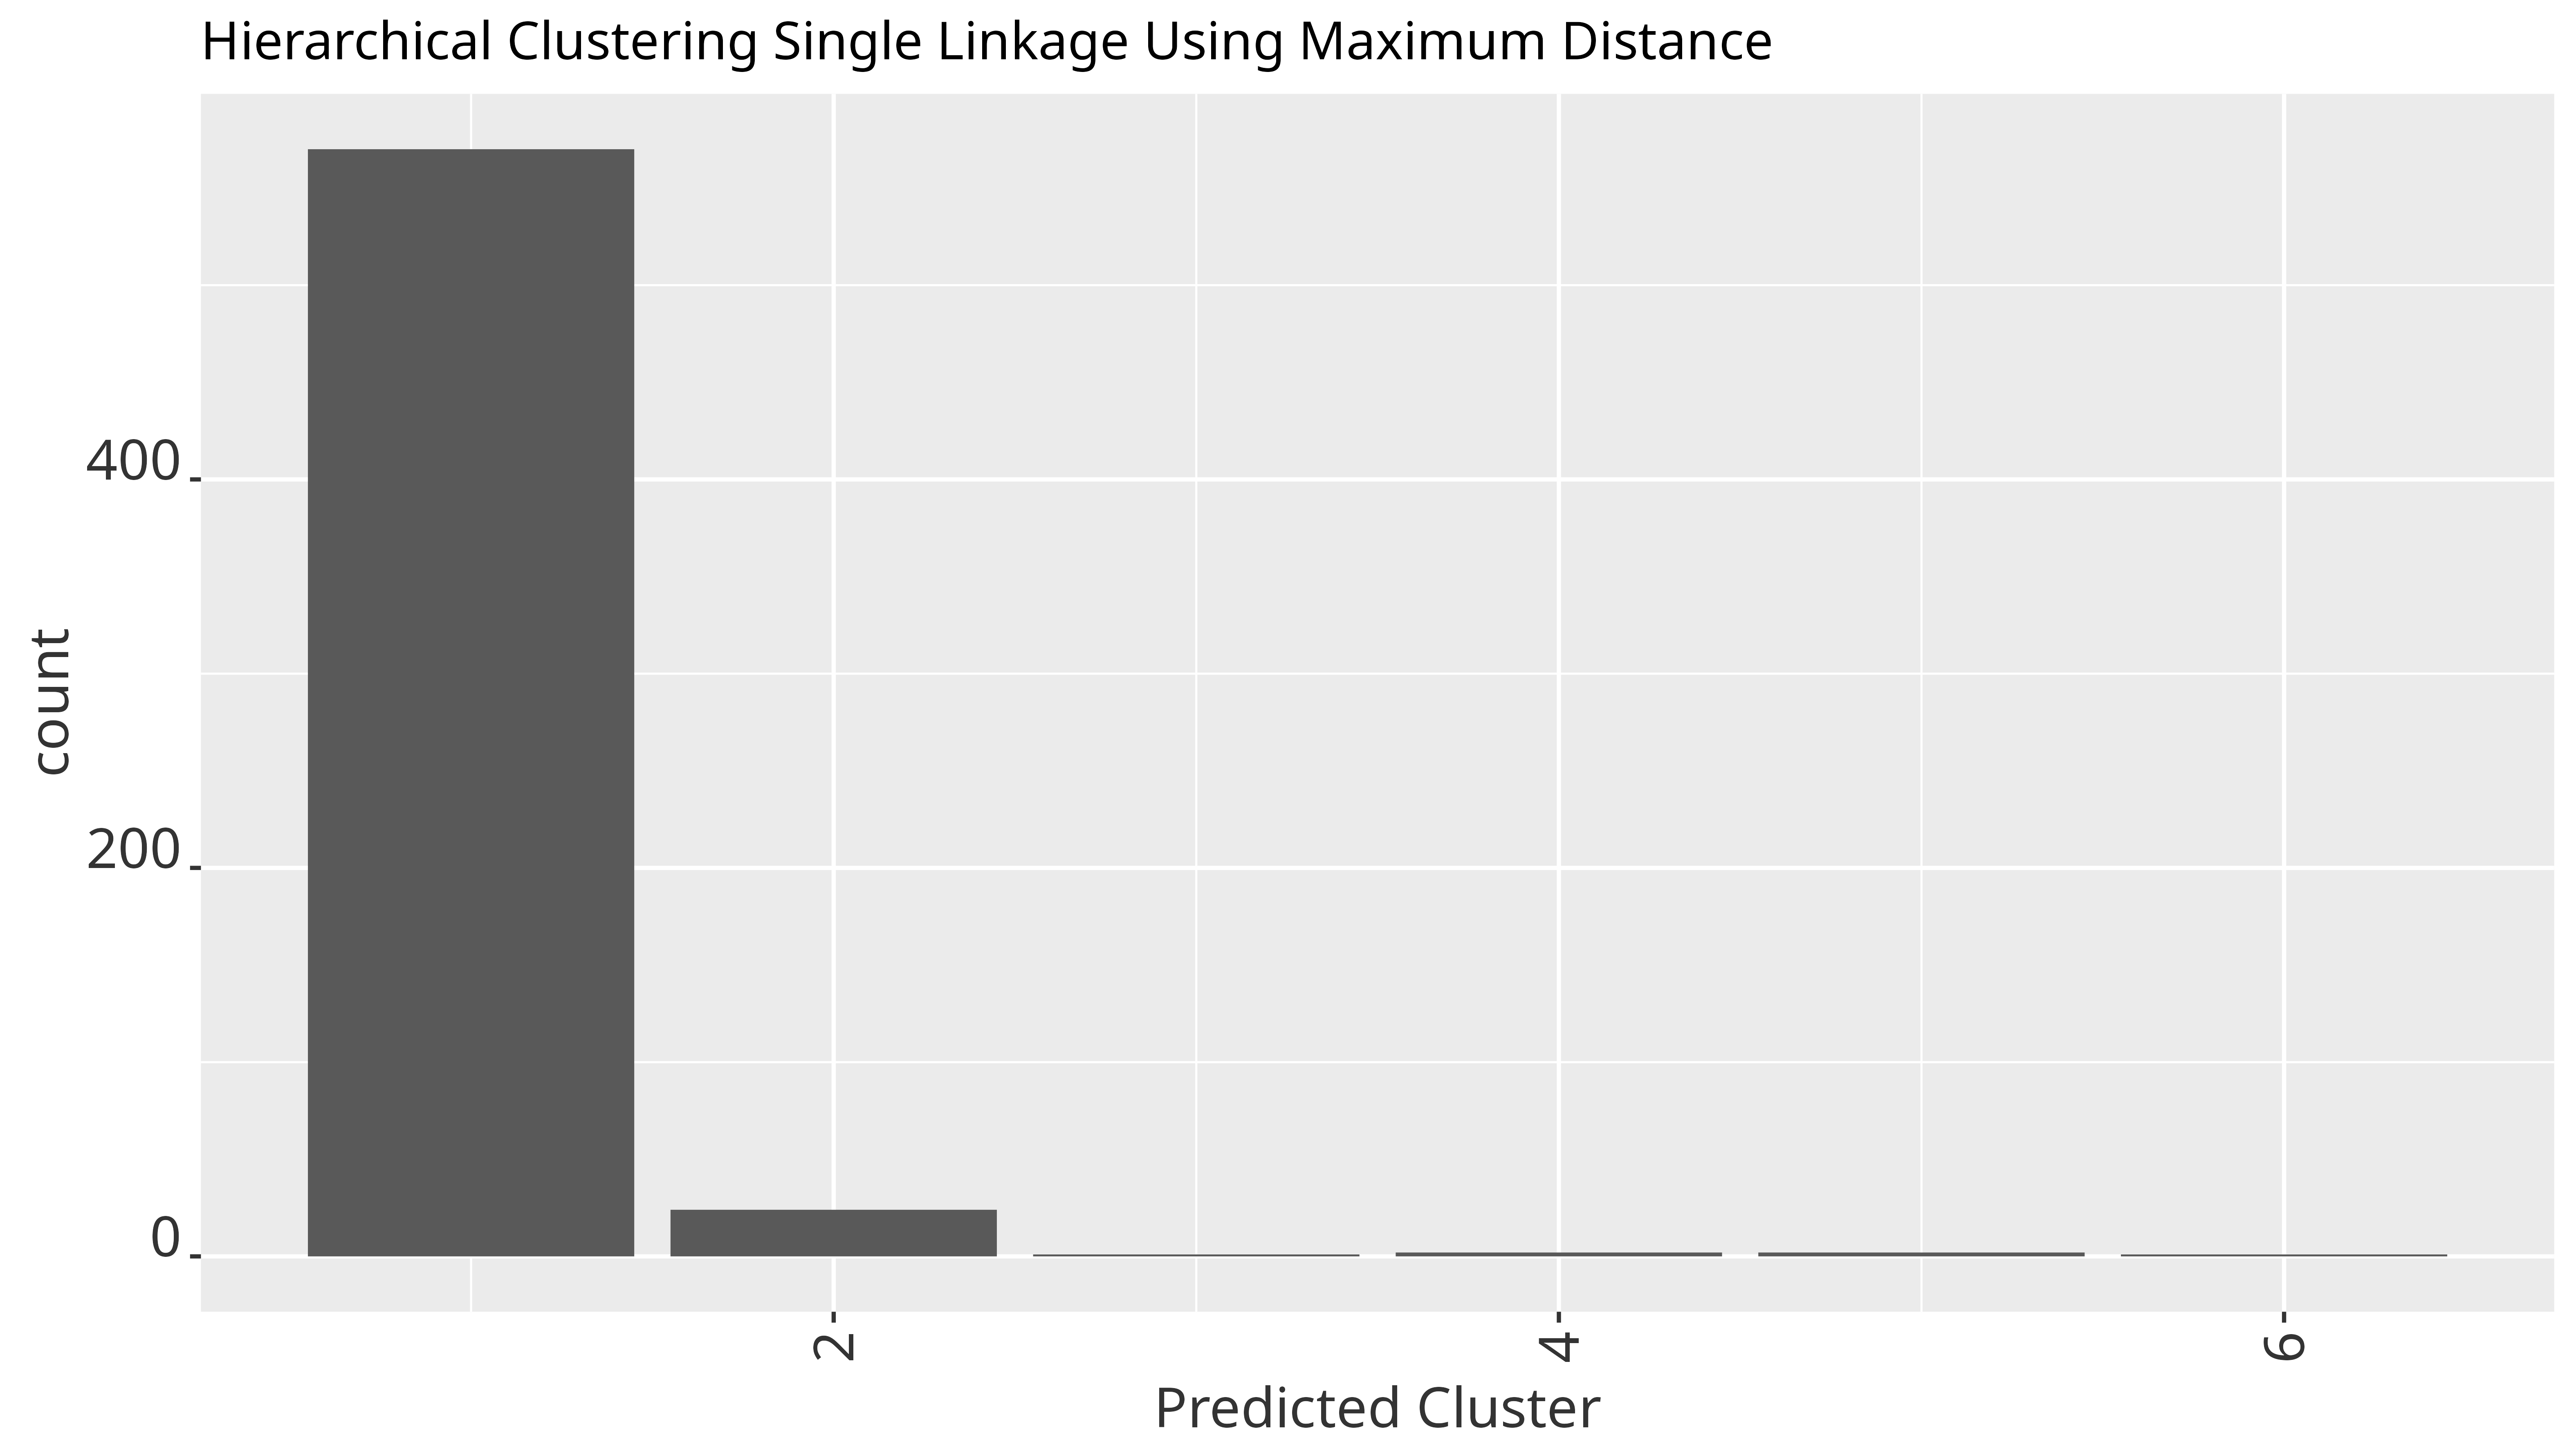 Hierarchical Clustering Single Linkage Using Maximum Distance
count
400
200
0
2
4
6
Predicted Cluster